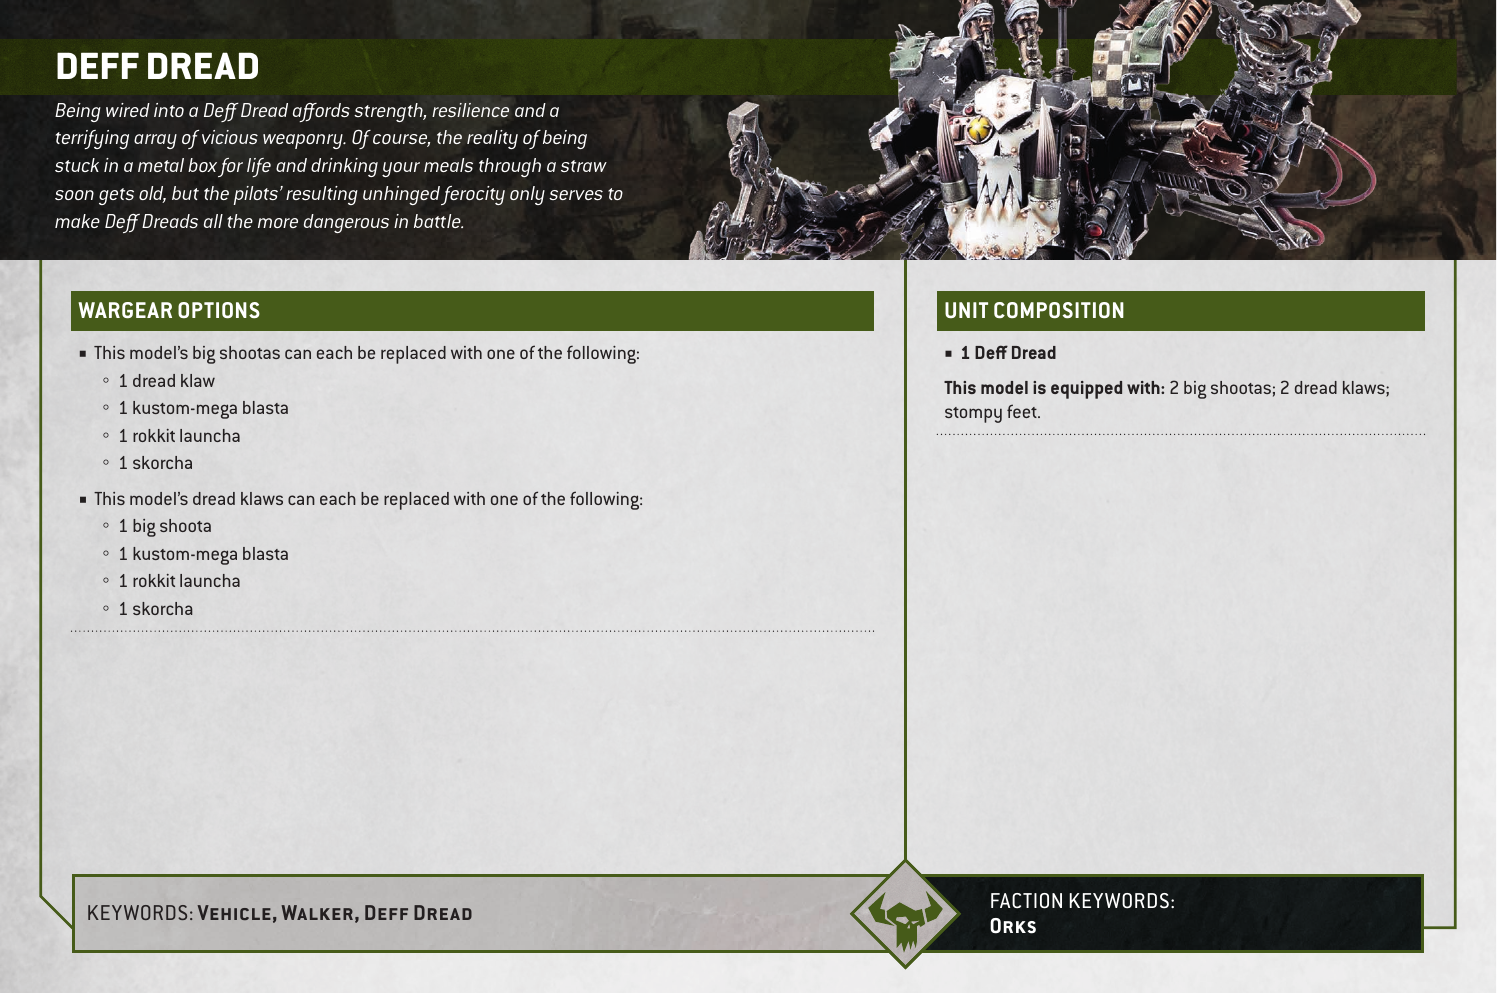 DEFF DREAD
Being wired into a Deff Dread affords strength, resilience and a
terrifying array of vicious weaponry. Of course, the reality of being
stuck in a metal box for life and drinking your meals through a straw
soon gets old, but the pilots’ resulting unhinged ferocity only serves to
make Deff Dreads all the more dangerous in battle.
WARGEAR OPTIONS
▪ This model’s big shootas can each be replaced with one of the following:
◦ 1 dread klaw
◦ 1 kustom-mega blasta
◦ 1 rokkit launcha
◦ 1 skorcha
▪ This model’s dread klaws can each be replaced with one of the following:
◦ 1 big shoota
◦ 1 kustom-mega blasta
◦ 1 rokkit launcha
◦ 1 skorcha
UNIT COMPOSITION
▪ 1 Deff Dread
This model is equipped with: 2 big shootas; 2 dread klaws;
stompy feet.
KEYWORDS: Vehicle, Walker, Deff Dread
FACTION KEYWORDS:
Orks